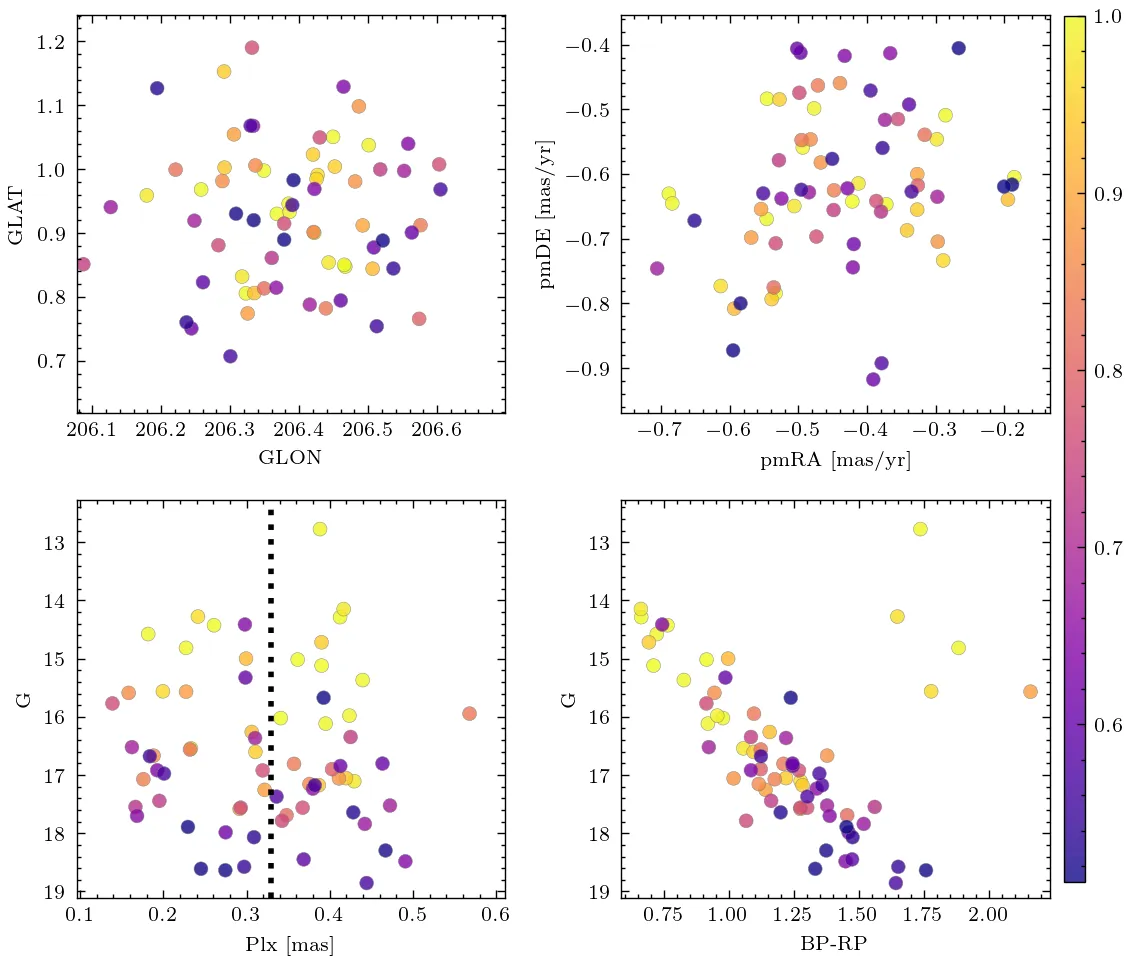 1.2
1.1
1.0
0.9
0.8
0.7
GLAT
206.1 206.2 206.3 206.4 206.5 206.6
GLON
−0.4
−0.5
−0.6
−0.7
−0.8
−0.9
pmDE [mas/yr]
−0.7 −0.6 −0.5 −0.4 −0.3 −0.2
pmRA [mas/yr]
13
14
15
16
17
18
19
G
0.1 0.2 0.3 0.4 0.5 0.6
Plx [mas]
13
14
15
16
17
18
19
G
0.75 1.00 1.25 1.50 1.75 2.00
BP-RP
1.0
0.9
0.8
0.7
0.6